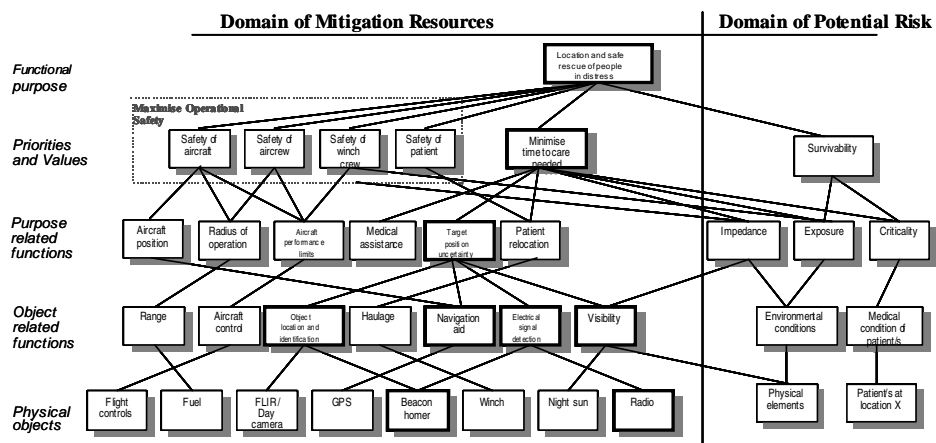 Domain of Mitigation Resources
Domain of Potential Risk
Functional
purpose
Location and safe
rescue of people
in distress
Maximise Operational
Safety
Priorities
and Values
Safety of
aircraft
Safety of
aircrew
Safety of
winch
crew
Safety of
patient
Minimise
time to care
needed
Survivability
Purpose
related
functions
Aircraft
position
Radius of
operation
Aircraft
performance
limits
Medical
assistance
Target
position
uncertainty
Patient
relocation
Impedance
Exposure
Criticality
Object
related
functions
Range
Aircraft
control
Object
location and
identification
Haulage
Navigation
aid
Electrical
signal
detection
Visibility
Environmental
conditions
Medical
condition of
patient/s
Physical
objects
Flight
controls
Fuel
FLIR/
Day
camera
GPS
Beacon
homer
Winch
Night sun
Radio
Physical
elements
Patient/s at
location X